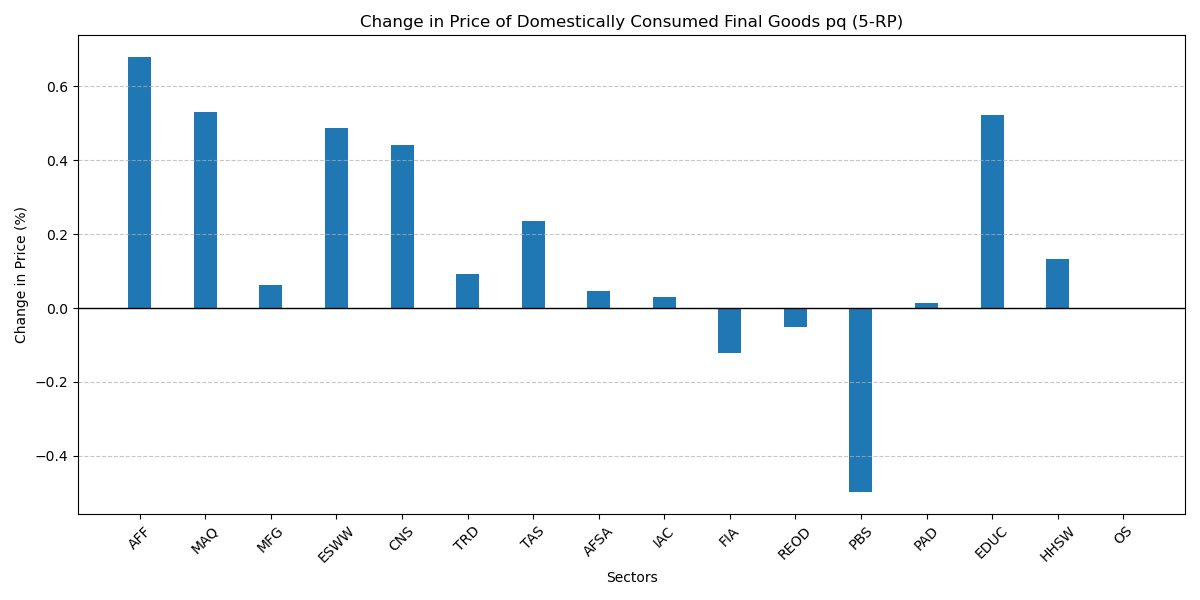 Change in Price of Domestically Consumed Final Goods pq (5-RP)
Change in Price (%)
0.6
0.4
0.2
0.0
−0.2
−0.4
AFF MAQ MFG ESWW CNS TRD TAS AFSA IAC FIA REOD PBS PAD EDUC HHSW OS
Sectors